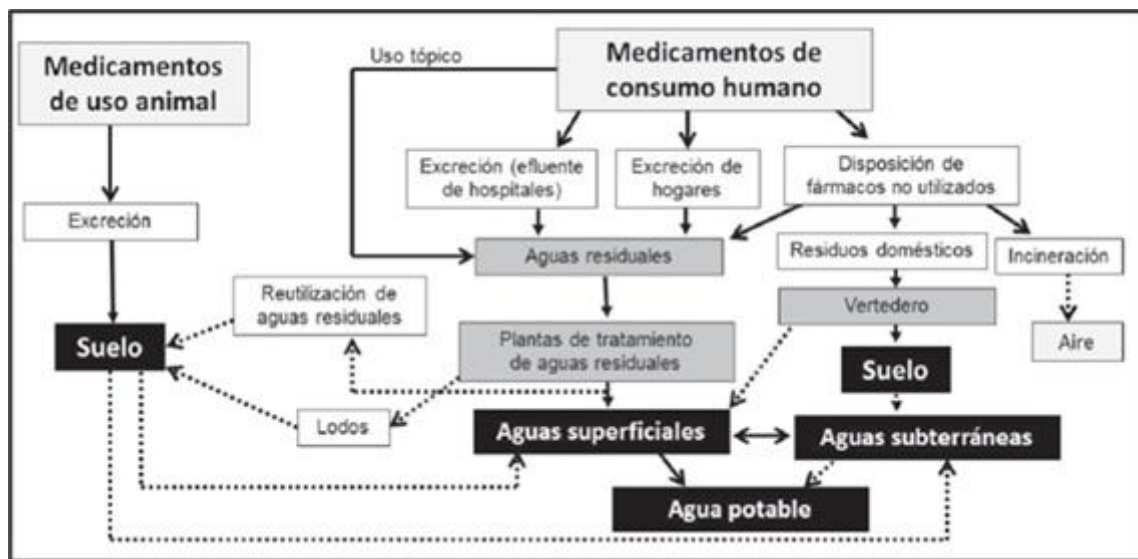 Medicamentos
de uso animal
Uso tópico
Medicamentos de
consumo humano
Excreción (efluente
de hospitales)
Excreción de
hogares
Disposición de
fármacos no utilizados
Excreción
Aguas residuales
Residuos domésticos
Incineración
Reutilización de
aguas residuales
Vertedero
Suelo
Plantas de tratamiento
de aguas residuales
Aire
Suelo
Lodos
Aguas superficiales
Aguas subterráneas
Agua potable